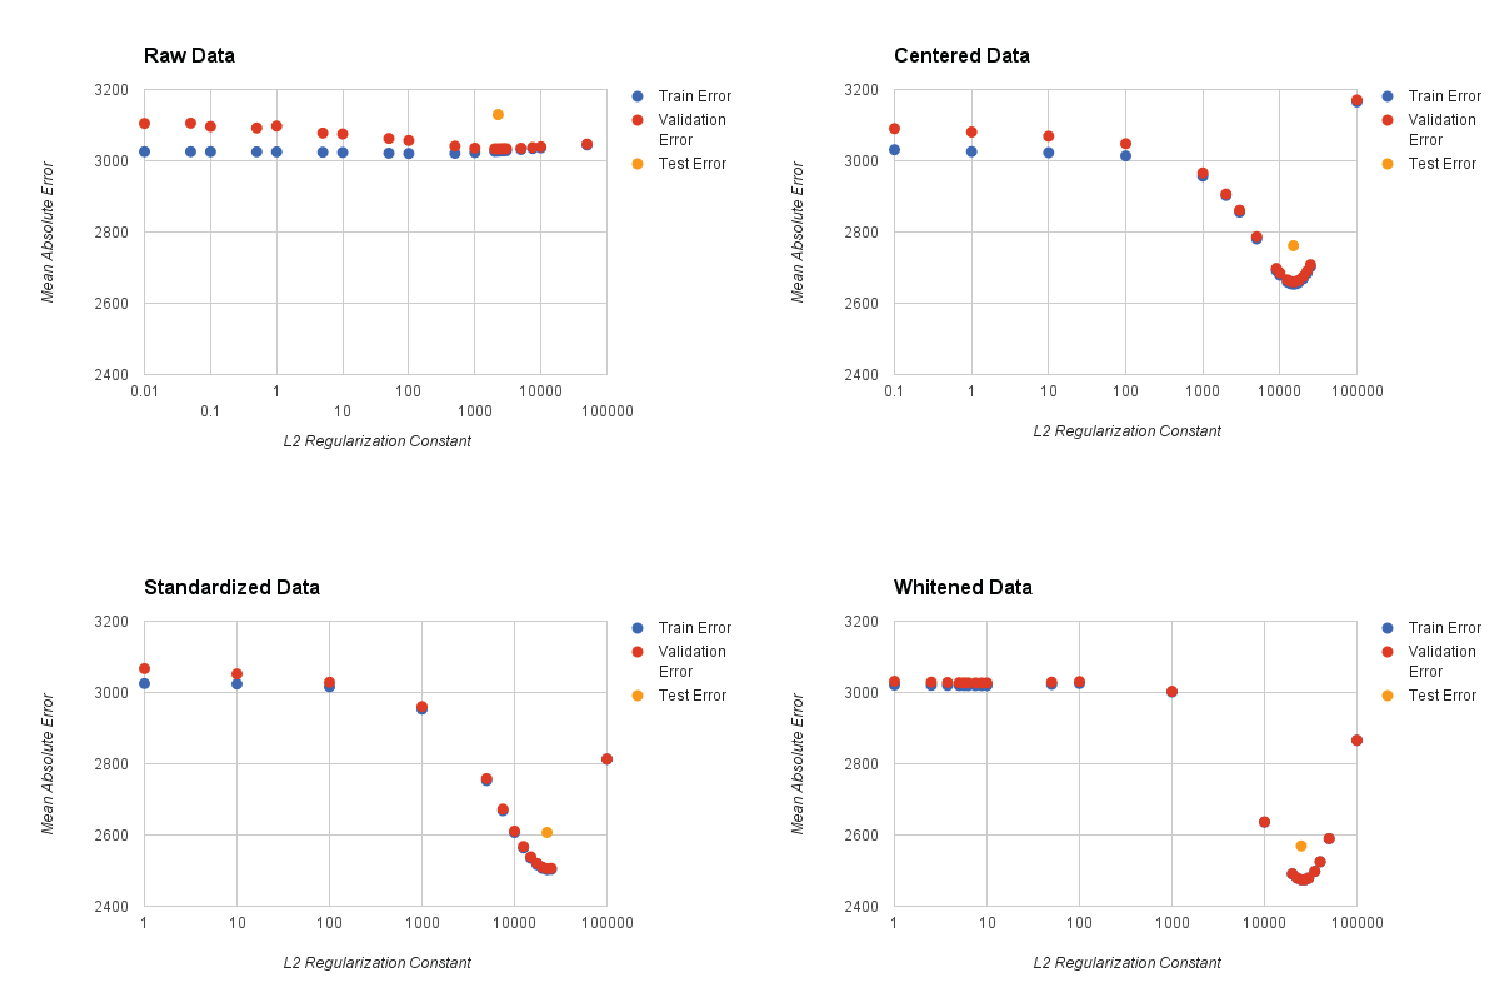 Raw Data
3200
3000
2800
2600
2400
0.01
0.1
1
10
100
1000
10000
100000
Mean Absolute Error
L2 Regularization Constant
Train Error
Validation
Error
Test Error
Centered Data
3200
3000
2800
2600
2400
0.1
1
10
100
1000
10000
100000
Mean Absolute Error
L2 Regularization Constant
Train Error
Validation
Error
Test Error
Standardized Data
3200
3000
2800
2600
2400
1
10
100
1000
10000
100000
Mean Absolute Error
L2 Regularization Constant
Train Error
Validation
Error
Test Error
Whitened Data
3200
3000
2800
2600
2400
1
10
100
1000
10000
100000
Mean Absolute Error
L2 Regularization Constant
Train Error
Validation
Error
Test Error